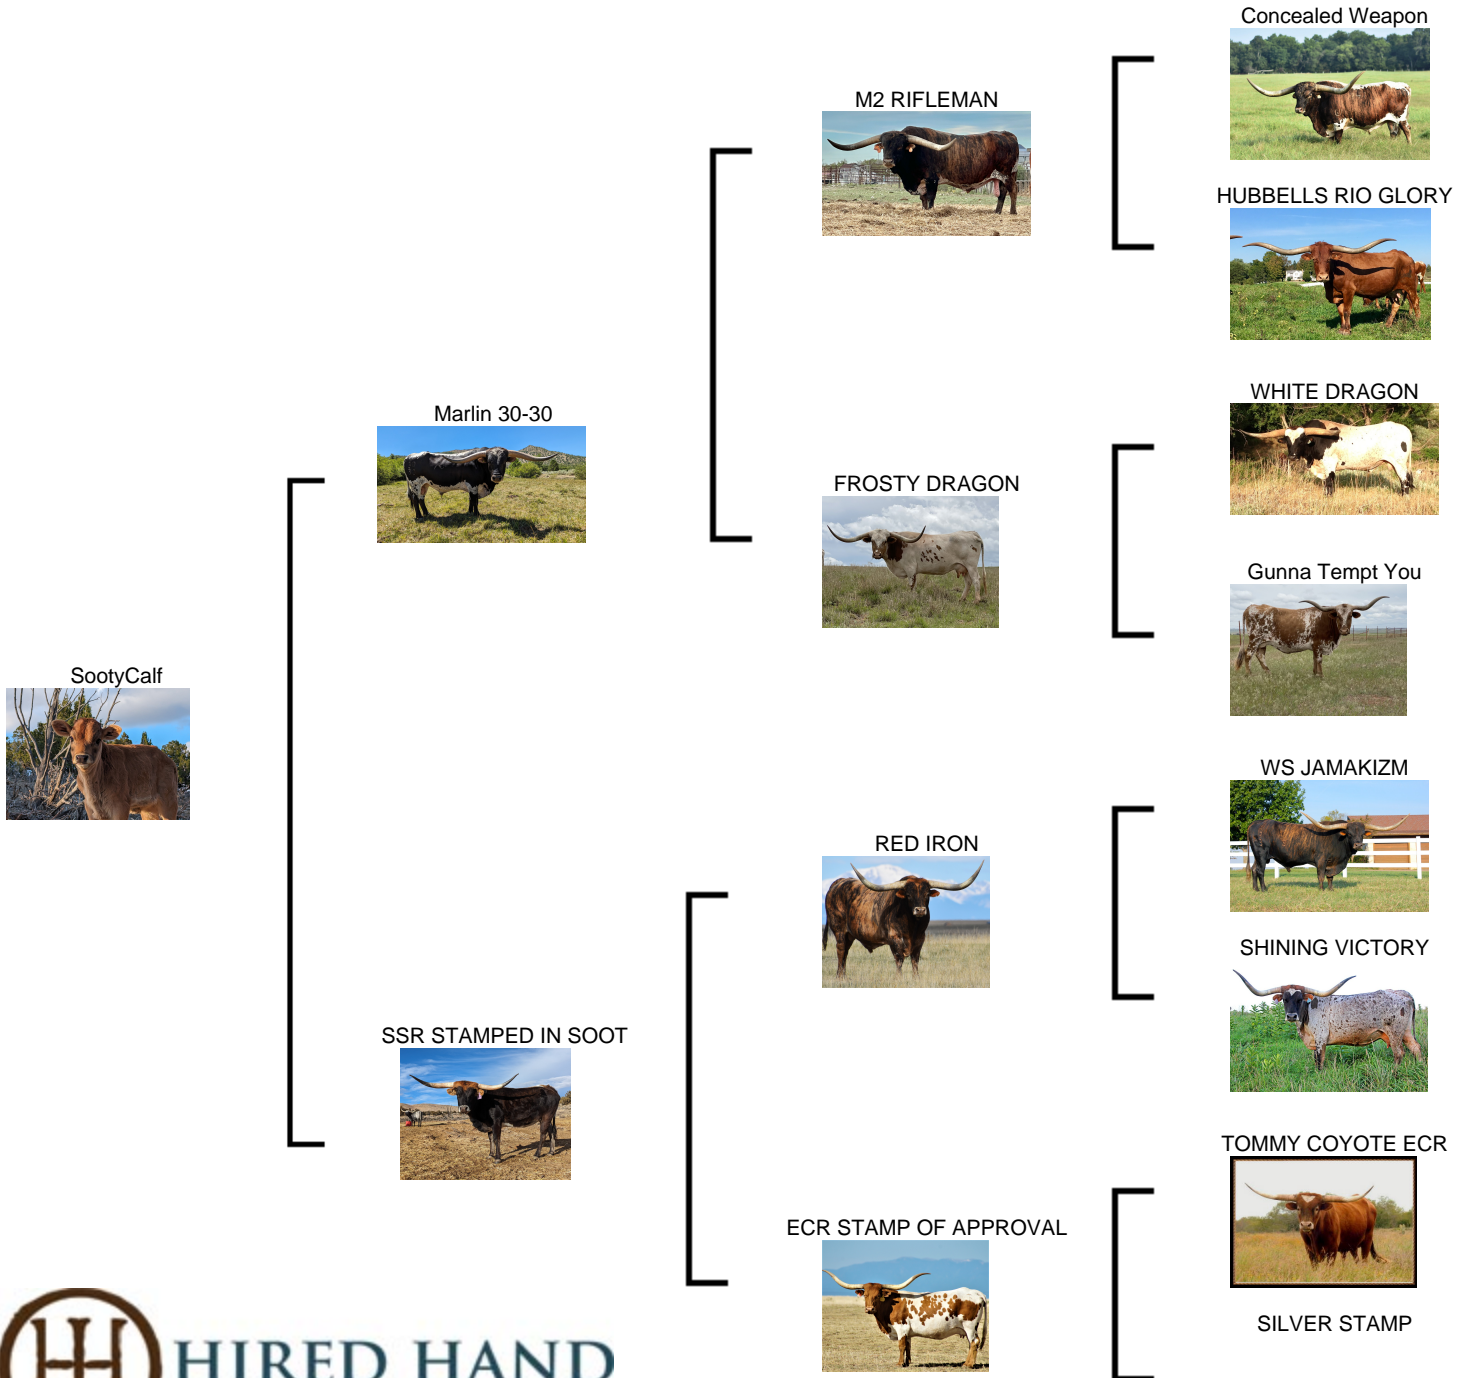 Concealed Weapon
M2 RIFLEMAN
HUBBELLS RIO GLORY
Marlin 30-30
WHITE DRAGON
FROSTY DRAGON
Gunna Tempt You
SootyCalf
WS JAMAKIZM
RED IRON
SHINING VICTORY
SSR STAMPED IN SOOT
TOMMY COYOTE ECR
ECR STAMP OF APPROVAL
SILVER STAMP
HIRED HAND